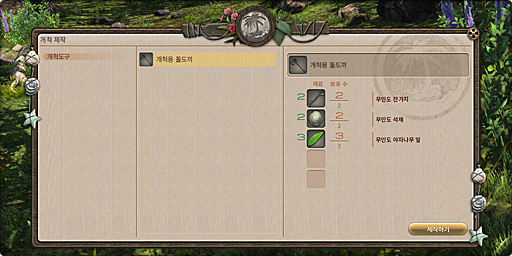 개척 제작
개척도구
개척용 돌도끼
개척용 돌도끼
재료 보유 수
2 2 무인도 잔가지
2
2 2 무인도 석재
2
3 3 무인도 야자나무 잎
3
제작하기